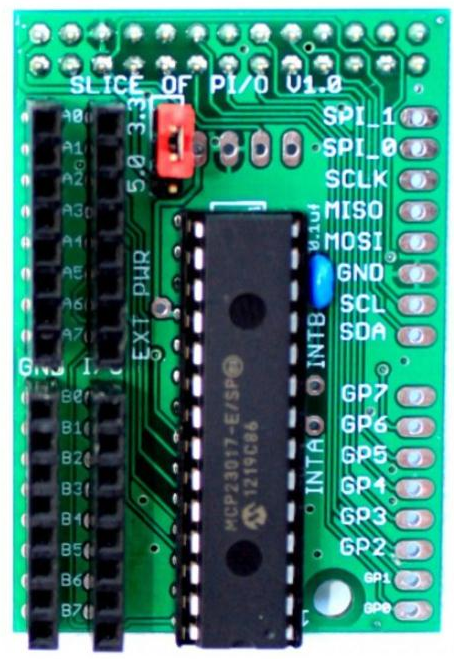 SLICE OF PI/O V1.0
A0
A1
A2
A3
A4
A5
A6
A7
GND I/O
B0
B1
B2
B3
B4
B5
B6
B7
5.0 3.3
EXT PWR
0.1uf
INTB
INTA
MCP23017-E/SP
1219C86
1
SPI_1
SPI_0
SCLK
MISO
MOSI
GND
SCL
SDA
GP7
GP6
GP5
GP4
GP3
GP2
GP1
GP0